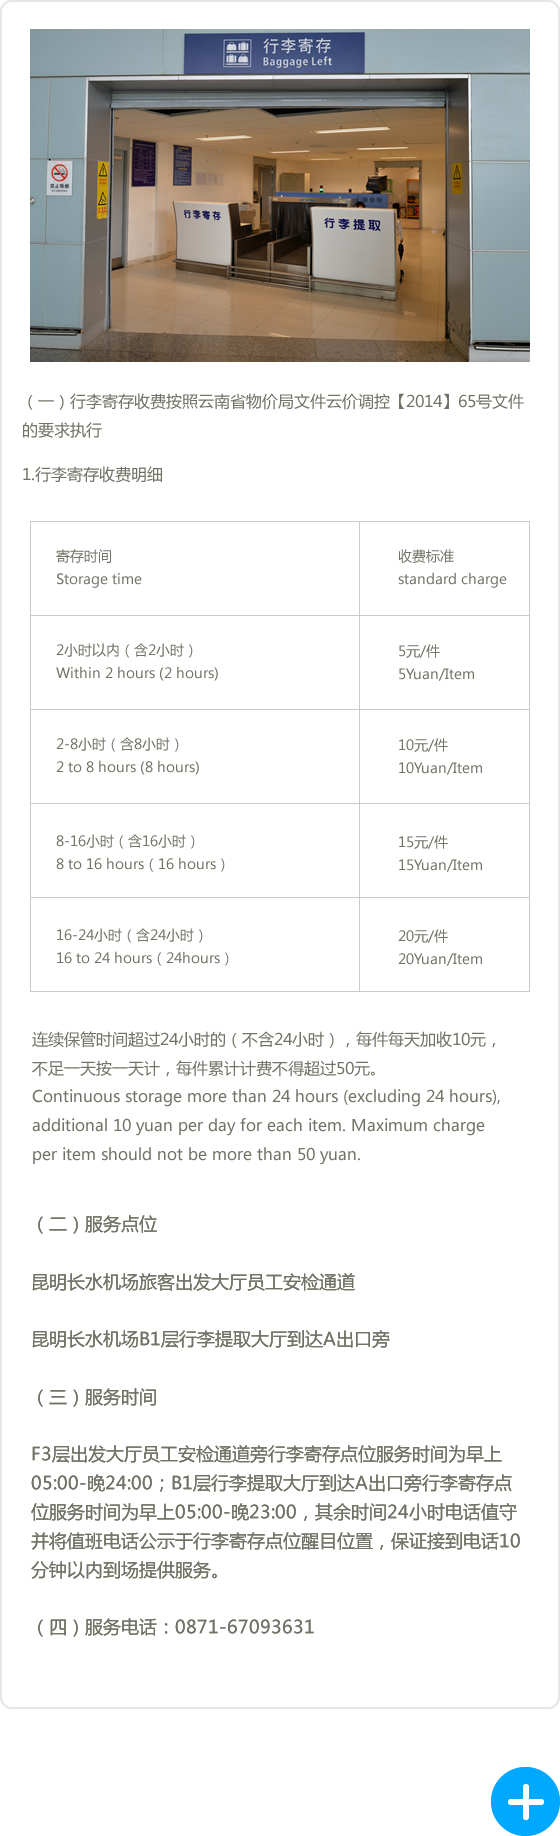 行李寄存
Baggage Left
禁止吸烟
行李寄存
行李提取
（一）行李寄存收费按照云南省物价局文件云价调控【2014】65号文件
的要求执行
1.行李寄存收费明细
寄存时间
Storage time
收费标准
standard charge
2小时以内（含2小时）
Within 2 hours (2 hours)
5元/件
5Yuan/Item
2-8小时（含8小时）
2 to 8 hours (8 hours)
10元/件
10Yuan/Item
8-16小时（含16小时）
8 to 16 hours（16 hours）
15元/件
15Yuan/Item
16-24小时（含24小时）
16 to 24 hours（24hours）
20元/件
20Yuan/Item
连续保管时间超过24小时的（不含24小时），每件每天加收10元，
不足一天按一天计，每件累计计费不得超过50元。
Continuous storage more than 24 hours (excluding 24 hours),
additional 10 yuan per day for each item. Maximum charge
per item should not be more than 50 yuan.
（二）服务点位
昆明长水机场旅客出发大厅员工安检通道
昆明长水机场B1层行李提取大厅到达A出口旁
（三）服务时间
F3层出发大厅员工安检通道旁行李寄存点位服务时间为早上
05:00-晚24:00；B1层行李提取大厅到达A出口旁行李寄存点
位服务时间为早上05:00-晚23:00，其余时间24小时电话值守
并将值班电话公示于行李寄存点位醒目位置，保证接到电话10
分钟以内到场提供服务。
（四）服务电话：0871-67093631